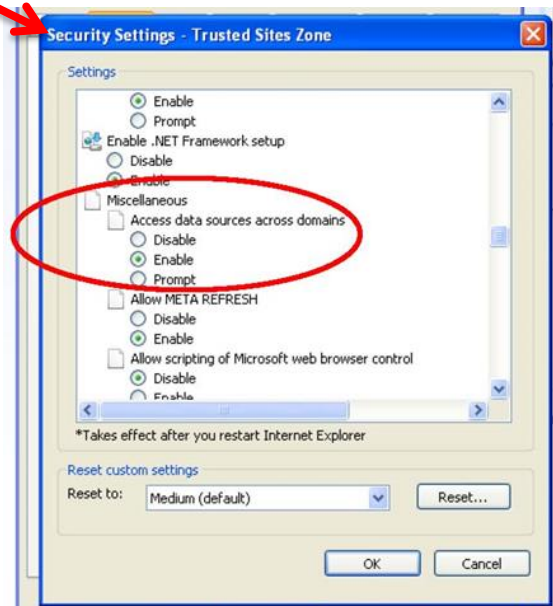 Security Settings - Trusted Sites Zone
Settings
Enable
Prompt
Enable .NET Framework setup
Disable
Enable
Miscellaneous
Access data sources across domains
Disable
Enable
Prompt
Allow META REFRESH
Disable
Enable
Allow scripting of Microsoft web browser control
Disable
Enable
*Takes effect after you restart Internet Explorer
Reset custom settings
Reset to: Medium (default) Reset...
OK Cancel